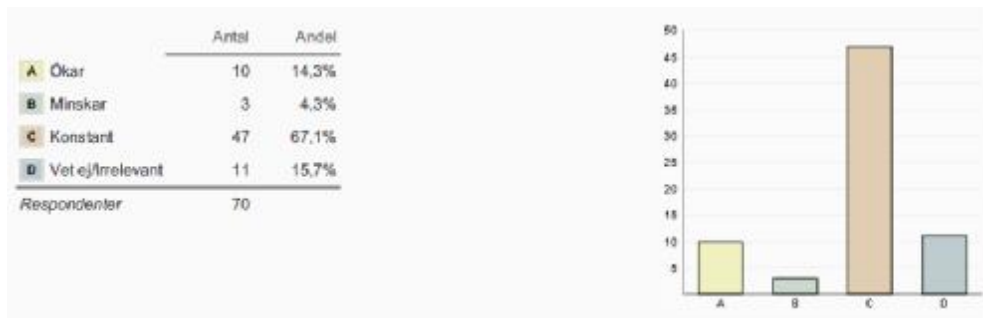 Antal Andel
A Ökar 10 14,3%
B Minskar 3 4,3%
C Konstant 47 67,1%
D Vet ej/Irrelevant 11 15,7%
Respondenter 70
50
45
40
35
30
25
20
15
10
5
A B C D